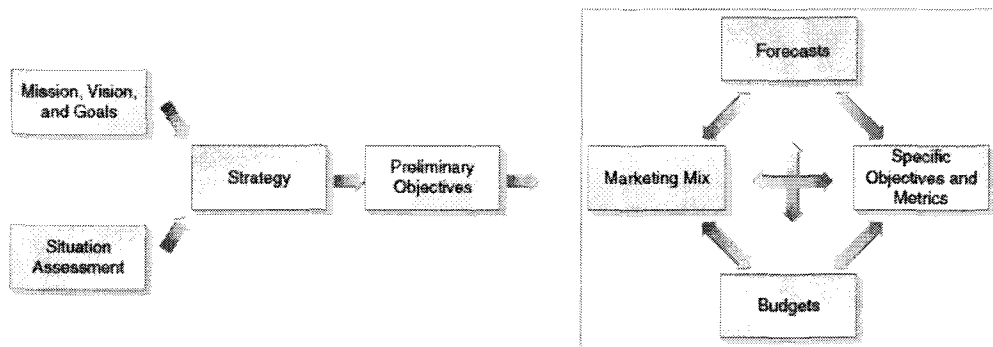 Mission, Vision,
and Goals
Situation
Assessment
Strategy
Preliminary
Objectives
Forecasts
Marketing Mix
Specific
Objectives and
Metrics
Budgets